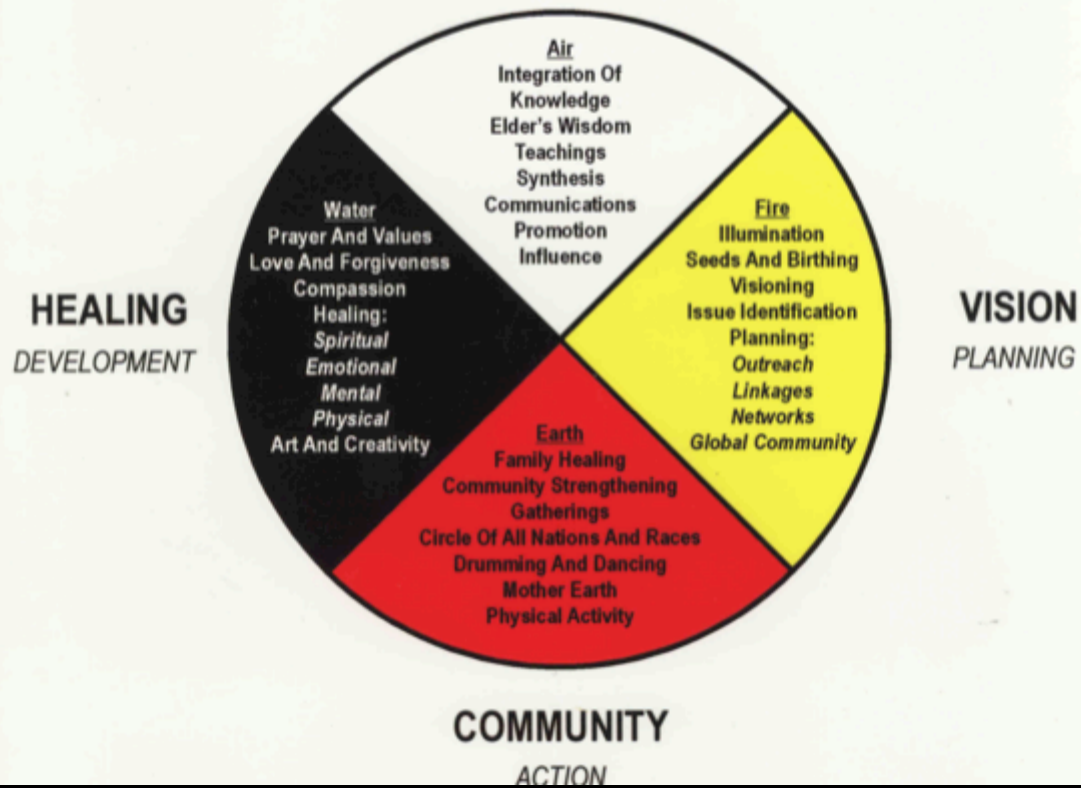 Air
Integration Of
Knowledge
Elder's Wisdom
Teachings
Synthesis
Communications
Promotion
Influence
Water
Prayer And Values
Love And Forgiveness
Compassion
Healing:
Spiritual
Emotional
Mental
Physical
Art And Creativity
Fire
Illumination
Seeds And Birthing
Visioning
Issue Identification
Planning:
Outreach
Linkages
Networks
Global Community
HEALING
DEVELOPMENT
VISION
PLANNING
Earth
Family Healing
Community Strengthening
Gatherings
Circle Of All Nations And Races
Drumming And Dancing
Mother Earth
Physical Activity
COMMUNITY
ACTION